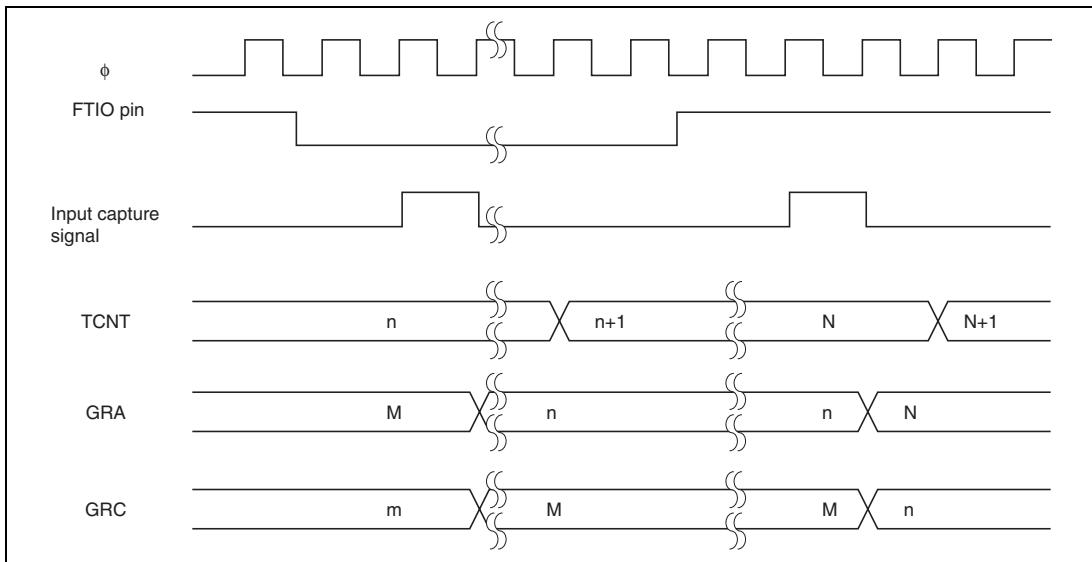 ϕ
FTIO pin
Input capture
signal
TCNT
n
n+1
N
N+1
GRA
M
n
n
N
GRC
m
M
M
n